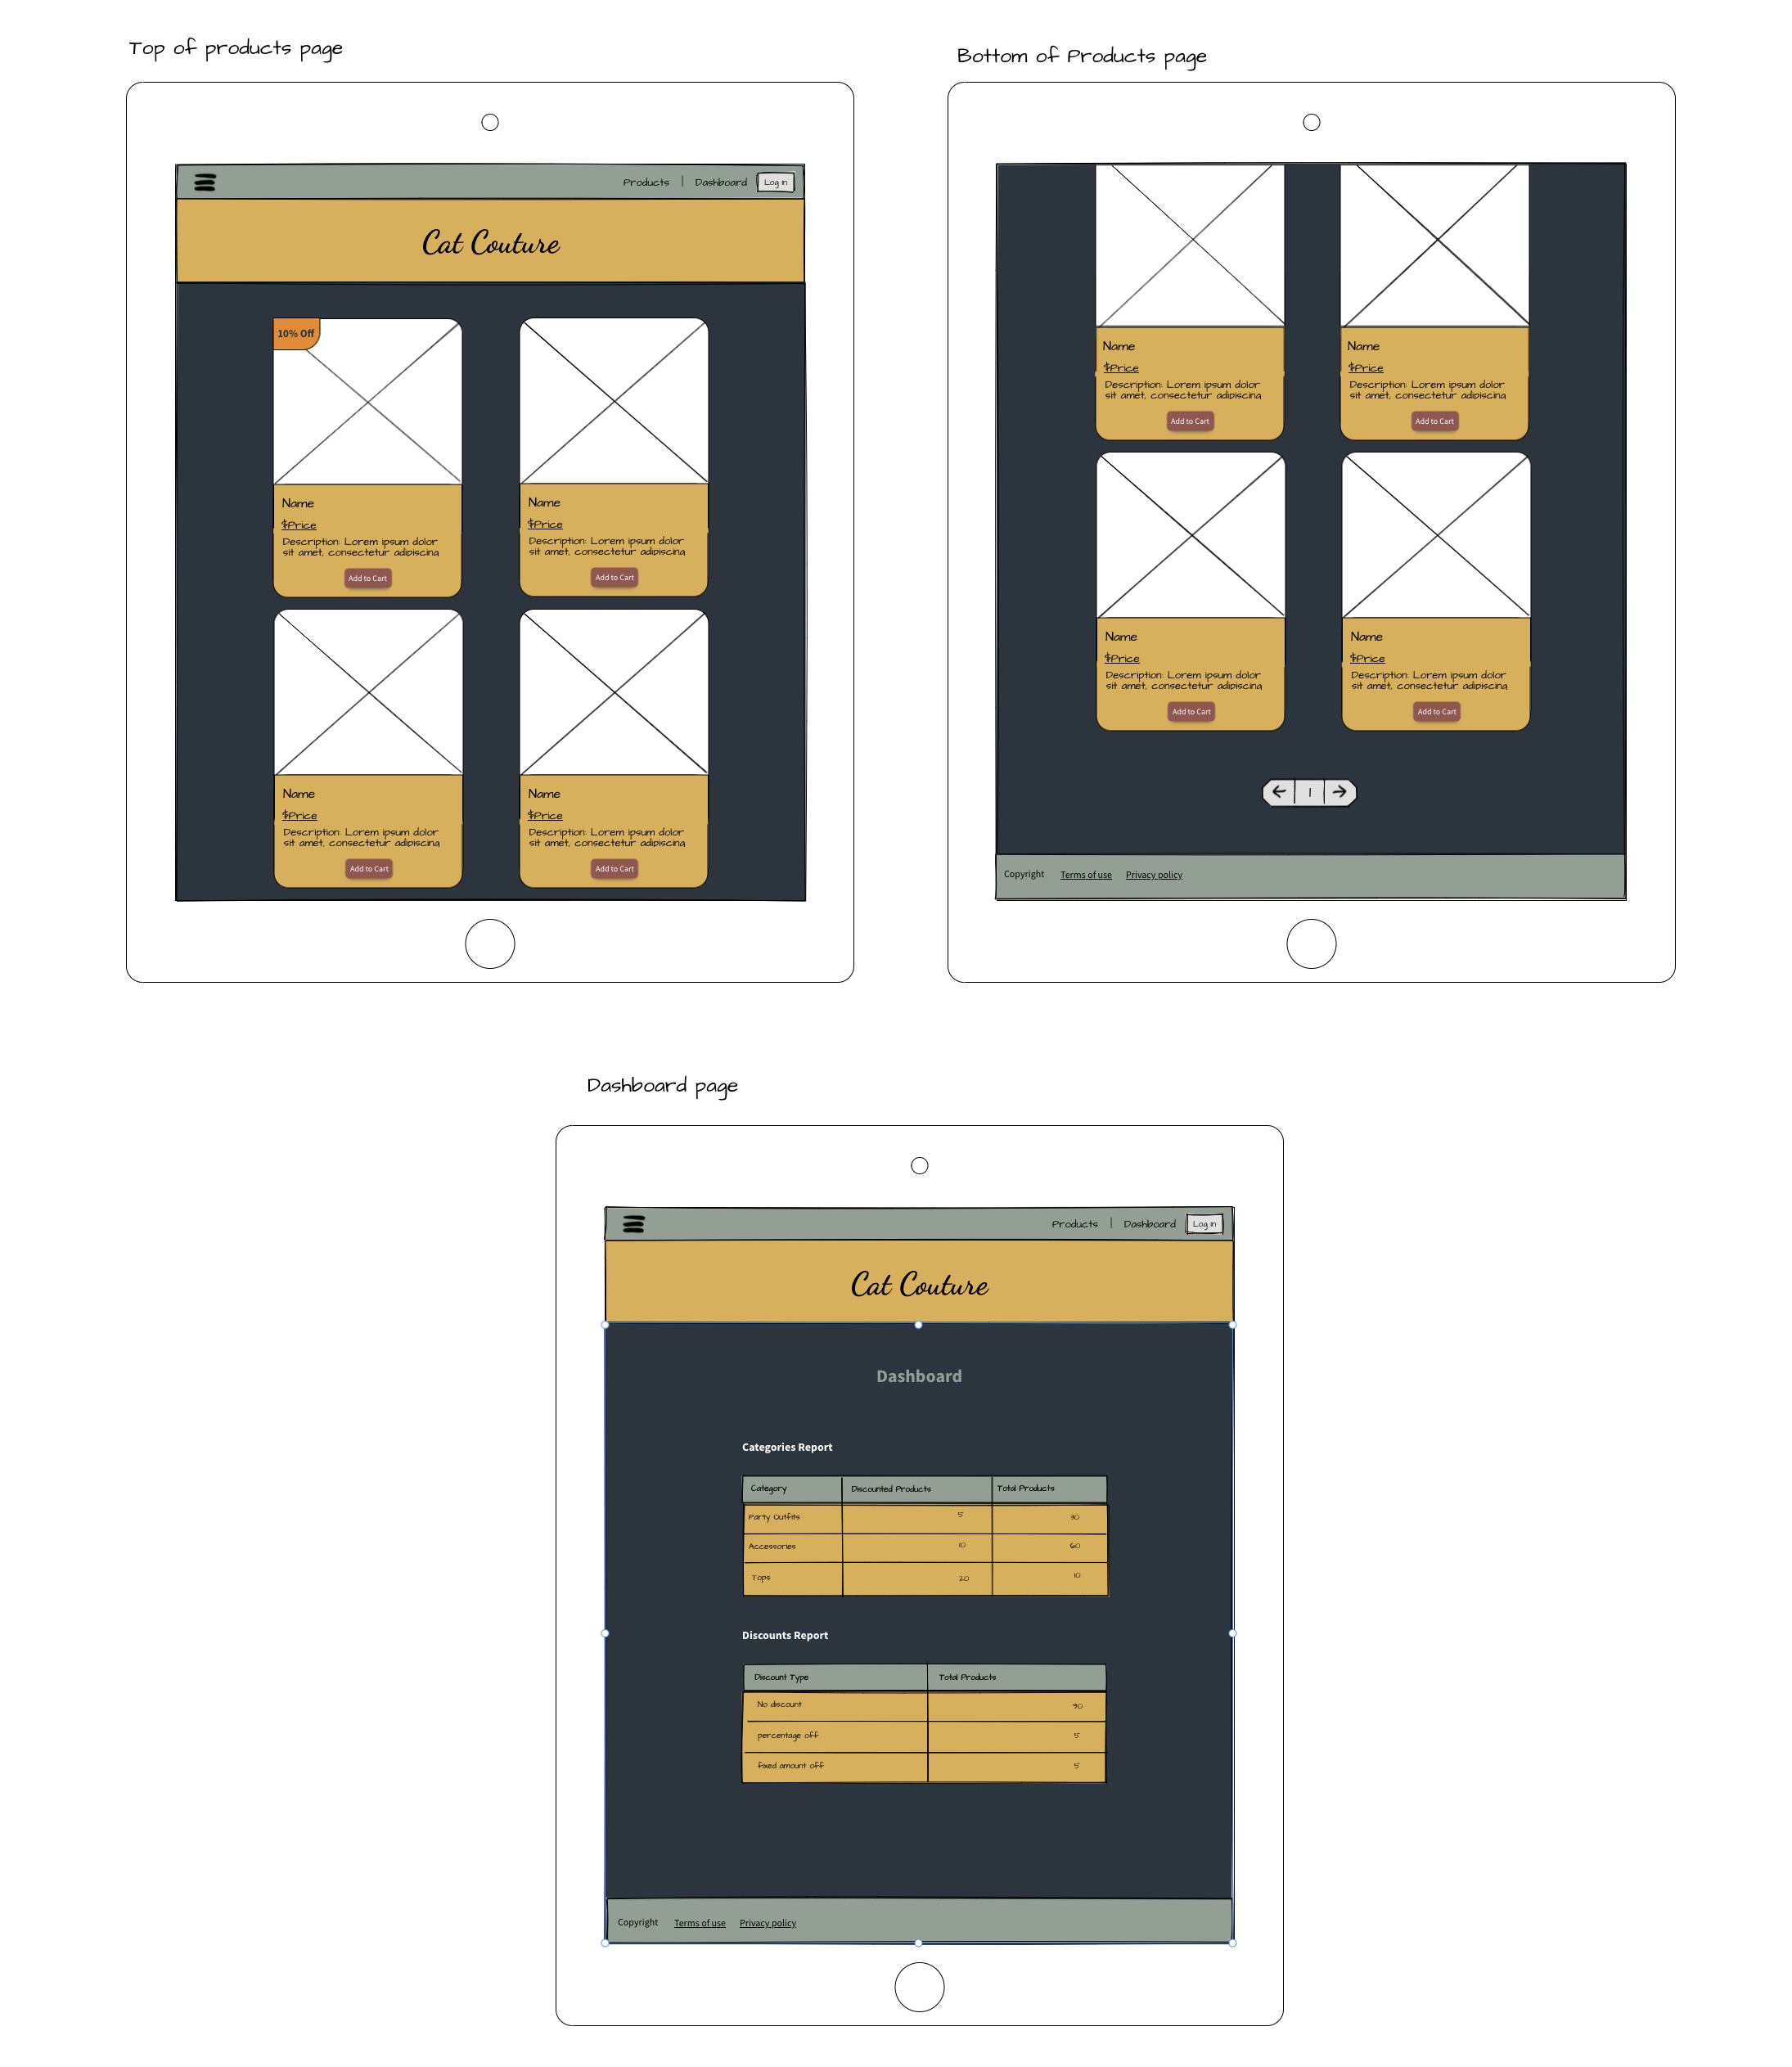 Top of products page
Products | Dashboard Log in
Cat Couture
10% Off
Name
$Price
Description: Lorem ipsum dolor
sit amet, consectetur adipiscing
Add to Cart
Name
$Price
Description: Lorem ipsum dolor
sit amet, consectetur adipiscing
Add to Cart
Name
$Price
Description: Lorem ipsum dolor
sit amet, consectetur adipiscing
Add to Cart
Name
$Price
Description: Lorem ipsum dolor
sit amet, consectetur adipiscing
Add to Cart
Bottom of Products page
Name
$Price
Description: Lorem ipsum dolor
sit amet, consectetur adipiscing
Add to Cart
Name
$Price
Description: Lorem ipsum dolor
sit amet, consectetur adipiscing
Add to Cart
Name
$Price
Description: Lorem ipsum dolor
sit amet, consectetur adipiscing
Add to Cart
Name
$Price
Description: Lorem ipsum dolor
sit amet, consectetur adipiscing
Add to Cart
← 1 →
Copyright Terms of use Privacy policy
Dashboard page
Products | Dashboard Log in
Cat Couture
Dashboard
Categories Report
Category Discounted Products Total Products
Party Outfits 5
Accessories 10 60
Tops 20 10
Discounts Report
Discount Type Total Products
No discount 90
percentage off 5
fixed amount off 5
Copyright Terms of use Privacy policy